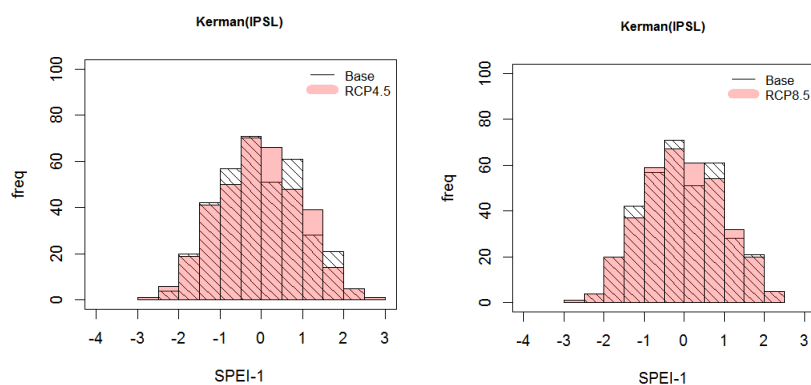 Kerman(IPSL)
Base
RCP4.5
100
80
60
40
20
0
freq
-4 -3 -2 -1 0 1 2 3
SPEI-1
Kerman(IPSL)
Base
RCP8.5
100
80
60
40
20
0
freq
-4 -3 -2 -1 0 1 2 3
SPEI-1